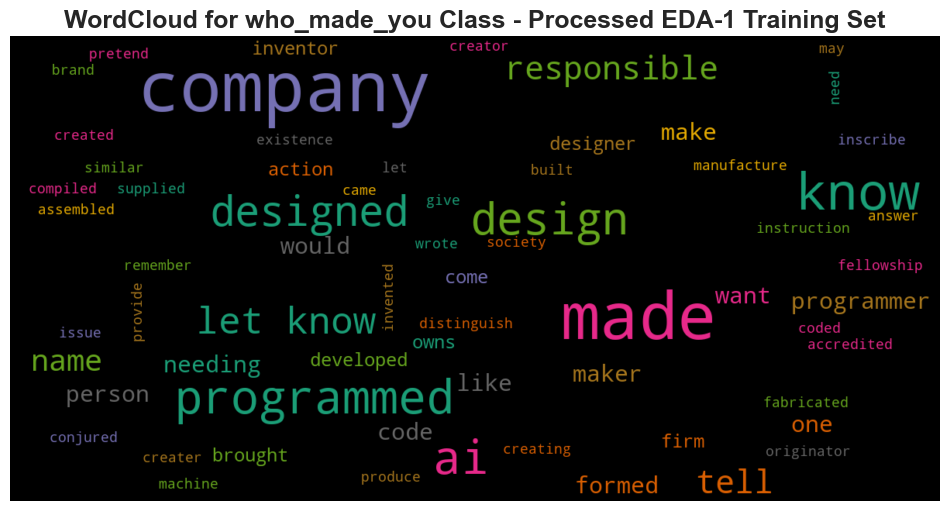 WordCloud for who_made_you Class - Processed EDA-1 Training Set
pretend inventor creator may
brand company responsible need
created existence designer make inscribe
similar action let built manufacture know
compiled supplied came
assembled designed give design answer
would wrote society instruction
remember come fellowship
provide invented made want programmer
issue let know distinguish coded
owns accredited
name needing developed maker
person programmed like fabricated
conjured code one
creater brought ai creating firm originator
machine produce formed tell